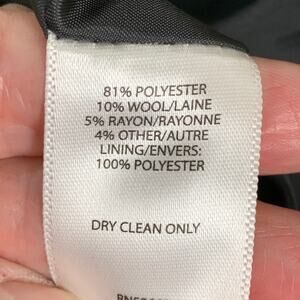 81% POLYESTER
10% WOOL/LAINE
5% RAYON/RAYONNE
4% OTHER/AUTRE
LINING/ENVERS:
100% POLYESTER
DRY CLEAN ONLY